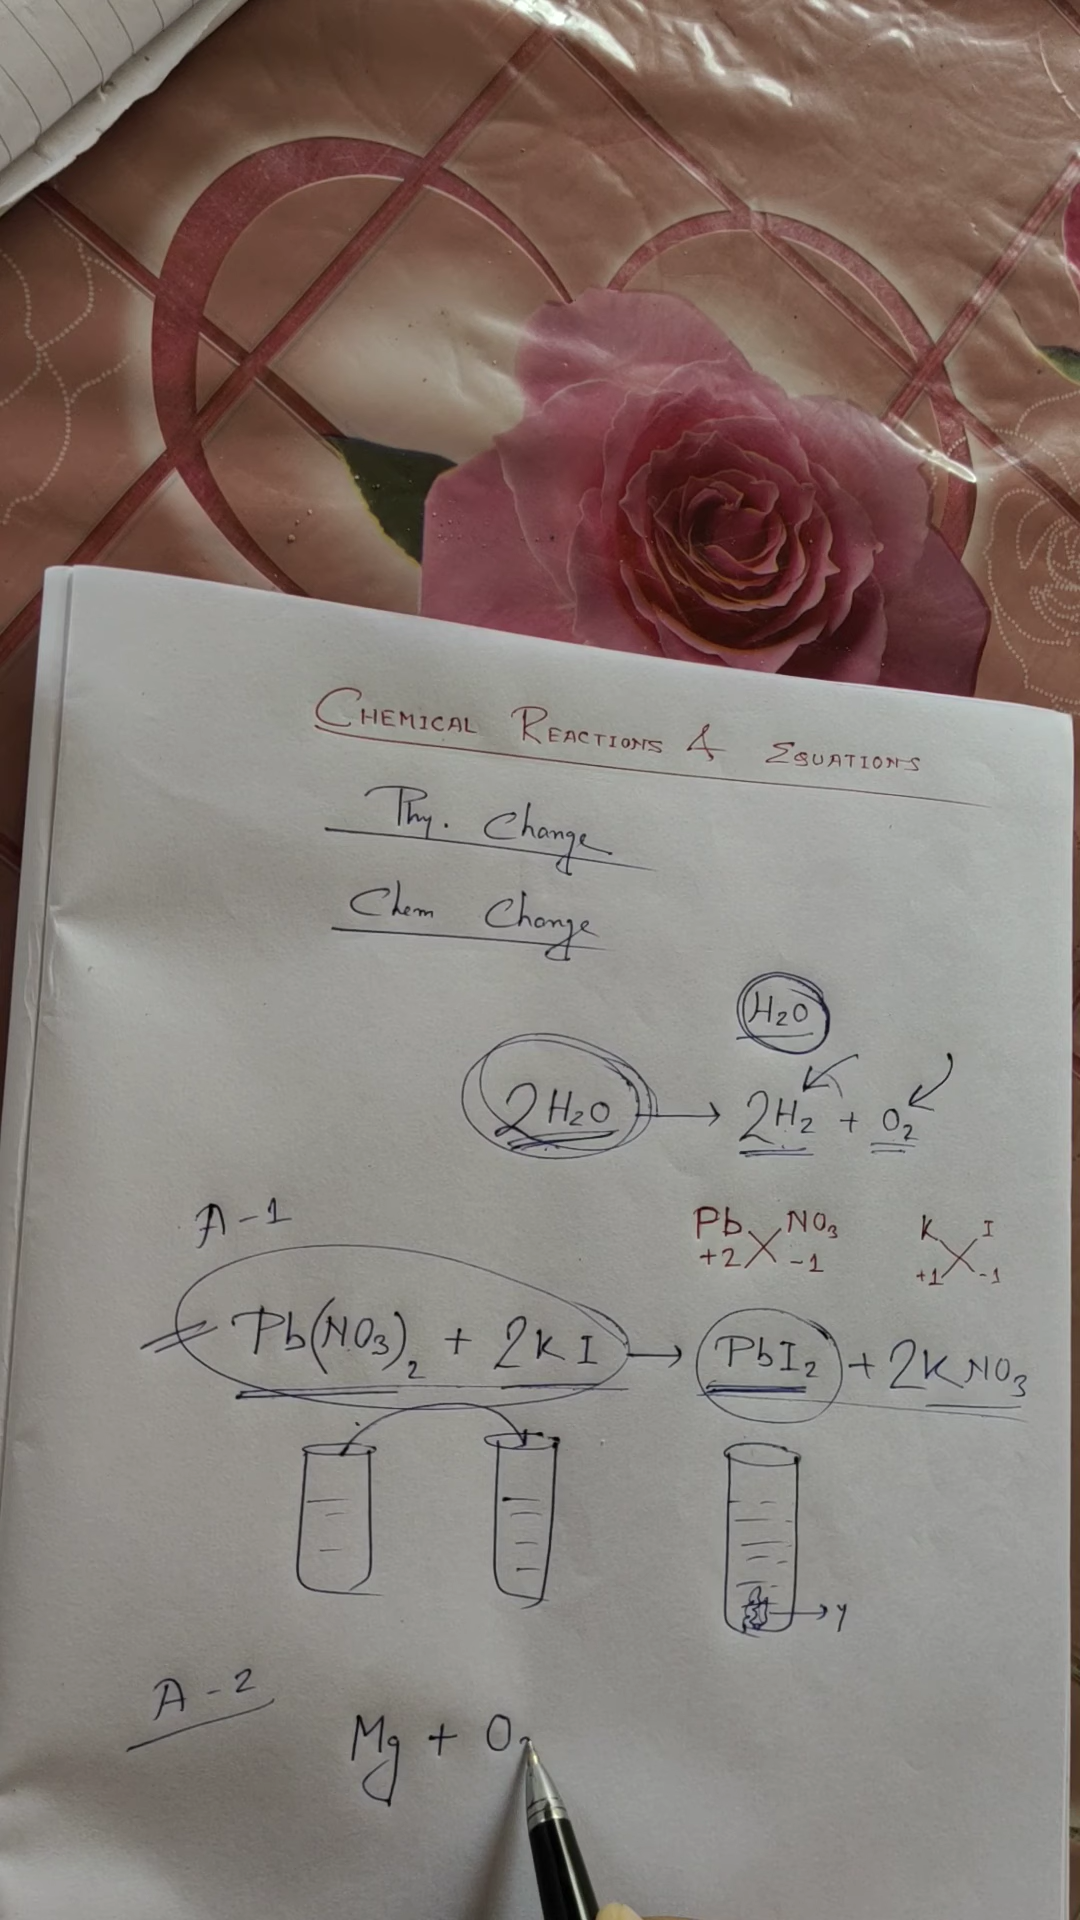 CHEMICAL REACTIONS & EQUATIONS
Phy. Change
Chem Change
H₂O
2H₂O → 2H₂ + O₂
A-1
Pb NO₃ K I
+2 -1 +1 -1
Pb(NO₃)₂ + 2KI → PbI₂ + 2KNO₃
→ y
A-2
Mg + O₂